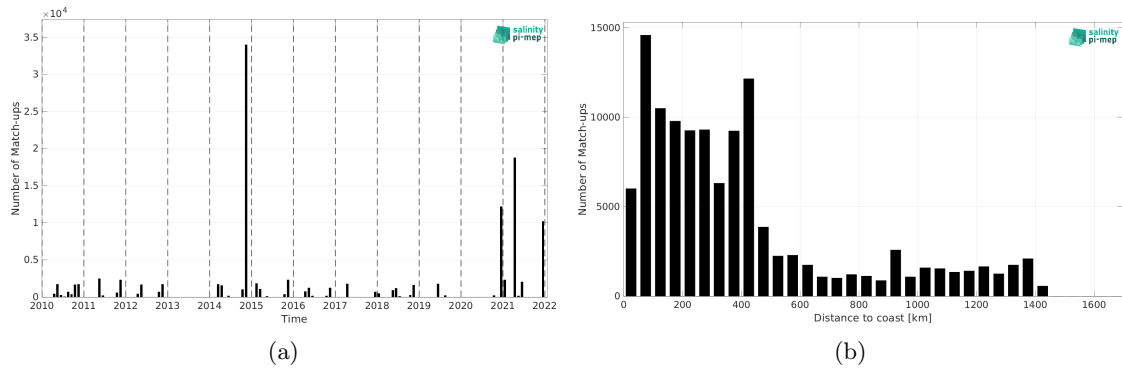 ×10⁴
3.5
3
2.5
2
1.5
1
0.5
0
Number of Match-ups
2010 2011 2012 2013 2014 2015 2016 2017 2018 2019 2020 2021 2022
Time
salinity
pi-mep
(a)
15000
10000
5000
0
Number of Match-ups
0 200 400 600 800 1000 1200 1400 1600
Distance to coast [km]
salinity
pi-mep
(b)